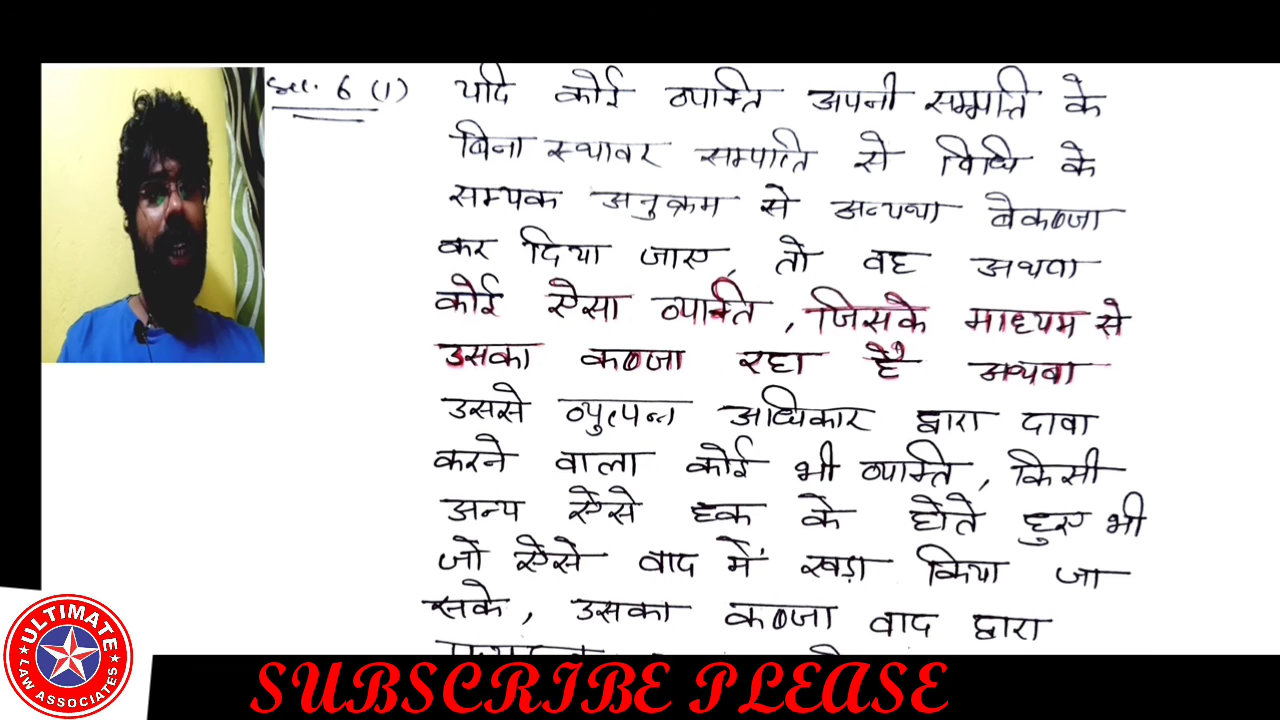 Sec. 6 (1) यदि कोई व्यक्ति अपनी सम्मति के
बिना स्थावर सम्पत्ति से विधि के
सम्यक अनुक्रम से अन्यथा बेकब्जा
कर दिया जाए, तो वह अथवा
कोई ऐसा व्यक्ति, जिसके माध्यम से
उसका कब्जा रहा है अथवा
उससे व्युत्पन्न अधिकार द्वारा दावा
करने वाला कोई भी व्यक्ति, किसी
अन्य ऐसे हक के होते हुए भी
जो ऐसे वाद में खड़ा किया जा
सके, उसका कब्जा वाद द्वारा
ULTIMATE
LAW ASSOCIATES
SUBSCRIBE PLEASE